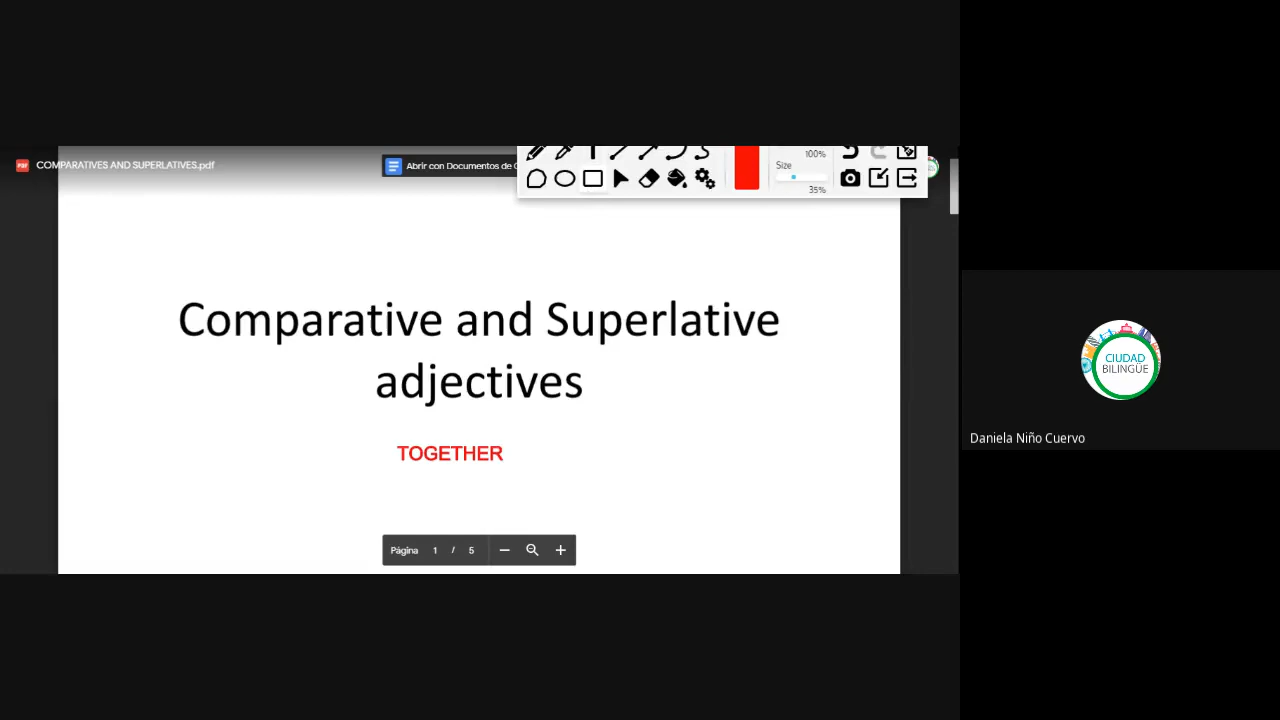 COMPARATIVES AND SUPERLATIVES.pdf
Abrir con Documentos de
100%
Size
35%
Comparative and Superlative
adjectives
TOGETHER
Página 1 / 5
CIUDAD
BILINGÜE
Daniela Niño Cuervo